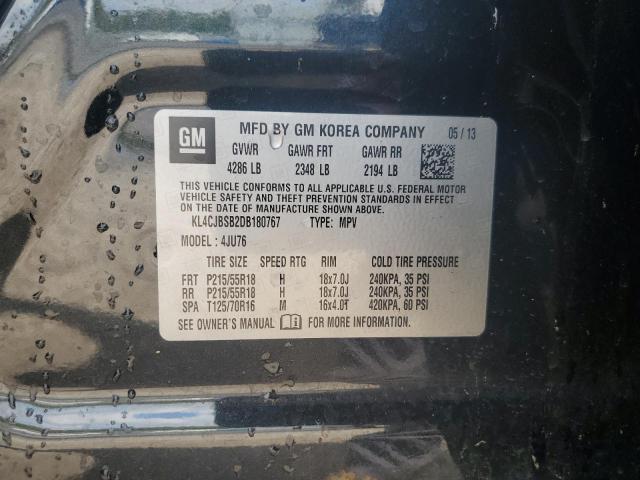 GM MFD BY GM KOREA COMPANY 05/13
GVWR GAWR FRT GAWR RR
4286 LB 2348 LB 2194 LB
THIS VEHICLE CONFORMS TO ALL APPLICABLE U.S. FEDERAL MOTOR
VEHICLE SAFETY AND THEFT PREVENTION STANDARDS IN EFFECT
ON THE DATE OF MANUFACTURE SHOWN ABOVE.
KL4CJBSB2DB180767 TYPE: MPV
MODEL: 4JU76
TIRE SIZE SPEED RTG RIM COLD TIRE PRESSURE
FRT P215/55R18 H 18x7.0J 240KPA, 35 PSI
RR P215/55R18 H 18x7.0J 240KPA, 35 PSI
SPA T125/70R16 M 16x4.0T 420KPA, 60 PSI
SEE OWNER'S MANUAL FOR MORE INFORMATION.